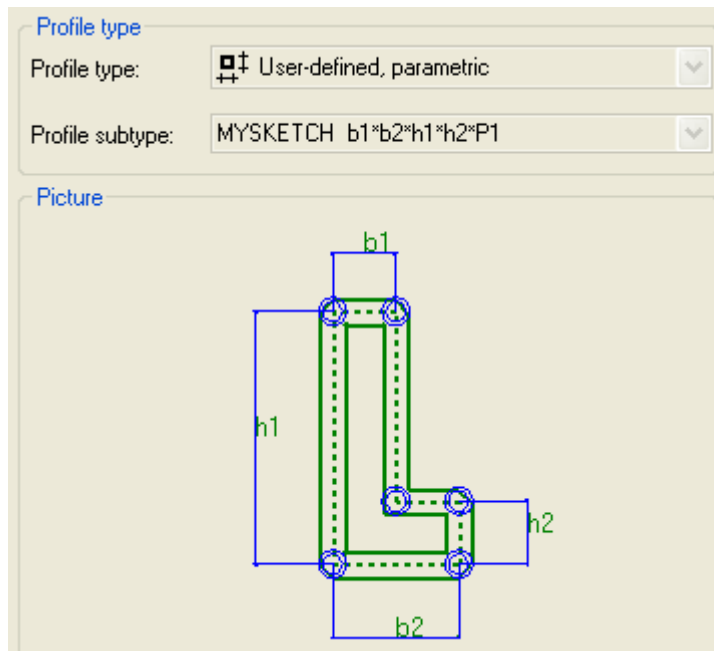 Profile type
Profile type: User-defined, parametric
Profile subtype: MYSKETCH b1*b2*h1*h2*P1
Picture
b1
h1
h2
b2